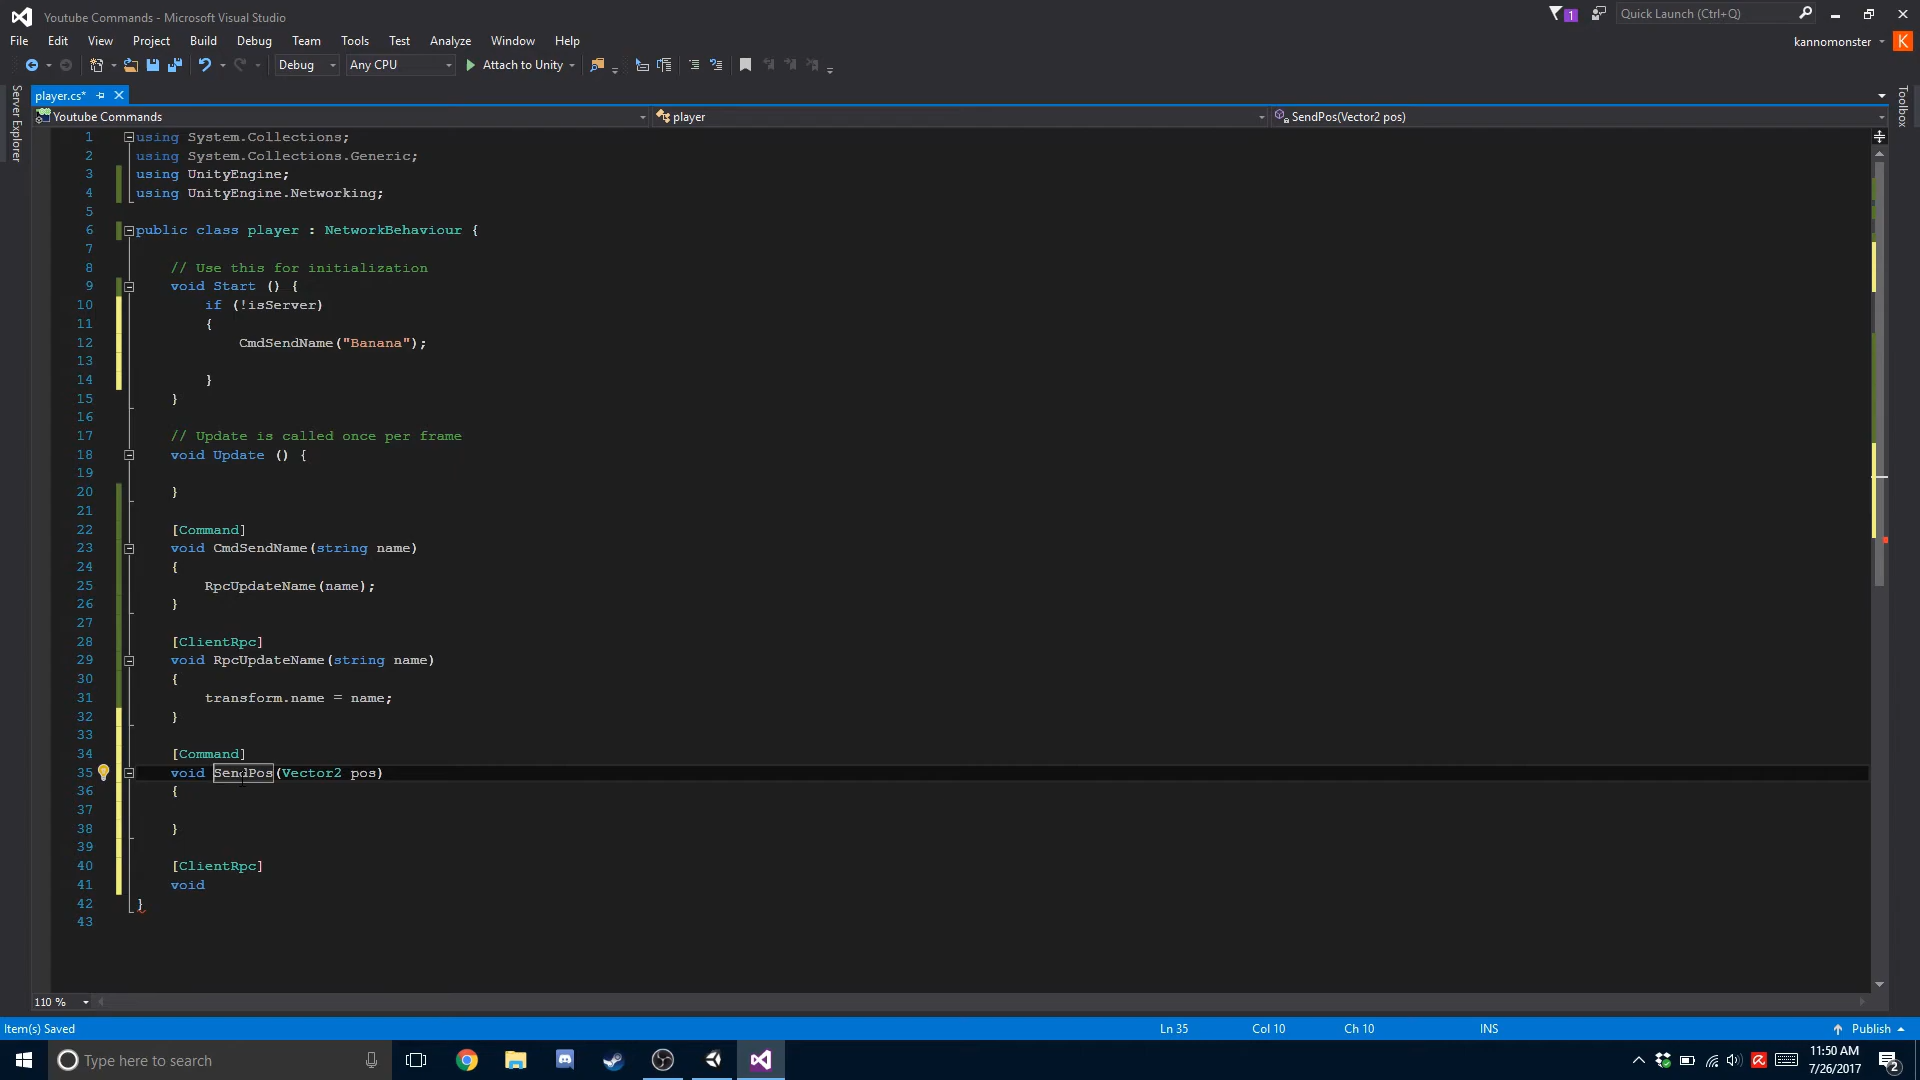 Youtube Commands - Microsoft Visual Studio
1
Quick Launch (Ctrl+Q)
File Edit View Project Build Debug Team Tools Test Analyze Window Help
kannomonster
K
Debug
Any CPU
Attach to Unity
Server Explorer
Toolbox
player.cs*
Youtube Commands
player
SendPos(Vector2 pos)
1 using System.Collections;
2 using System.Collections.Generic;
3 using UnityEngine;
4 using UnityEngine.Networking;
5
6 public class player : NetworkBehaviour {
7
8 // Use this for initialization
9 void Start () {
10 if (!isServer)
11 {
12 CmdSendName("Banana");
13
14 }
15 }
16
17 // Update is called once per frame
18 void Update () {
19
20 }
21
22 [Command]
23 void CmdSendName(string name)
24 {
25 RpcUpdateName(name);
26 }
27
28 [ClientRpc]
29 void RpcUpdateName(string name)
30 {
31 transform.name = name;
32 }
33
34 [Command]
35 void SendPos(Vector2 pos)
36 {
37
38 }
39
40 [ClientRpc]
41 void
42 }
43
110 %
Item(s) Saved
Ln 35
Col 10
Ch 10
INS
Publish
Type here to search
11:50 AM
7/26/2017
2